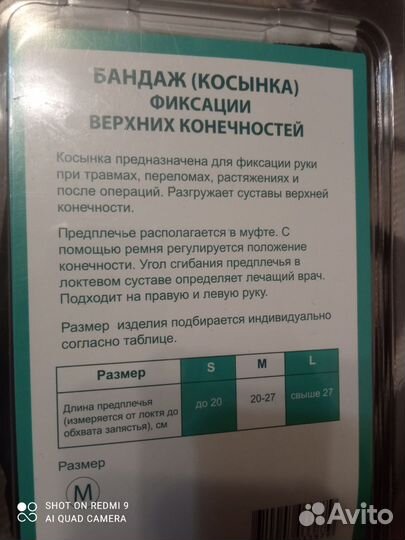 БАНДАЖ (КОСЫНКА)
ФИКСАЦИИ
ВЕРХНИХ КОНЕЧНОСТЕЙ
Косынка предназначена для фиксации руки
при травмах, переломах, растяжениях и
после операций. Разгружает суставы верхней
конечности.
Предплечье располагается в муфте. С
помощью ремня регулируется положение
конечности. Угол сгибания предплечья в
локтевом суставе определяет лечащий врач.
Подходит на правую и левую руку.
Размер изделия подбирается индивидуально
согласно таблице.
Размер S M L
Длина предплечья
(измеряется от локтя до
обхвата запястья), см
до 20 20-27 свыше 27
Размер
M
SHOT ON REDMI 9
AI QUAD CAMERA
Avito